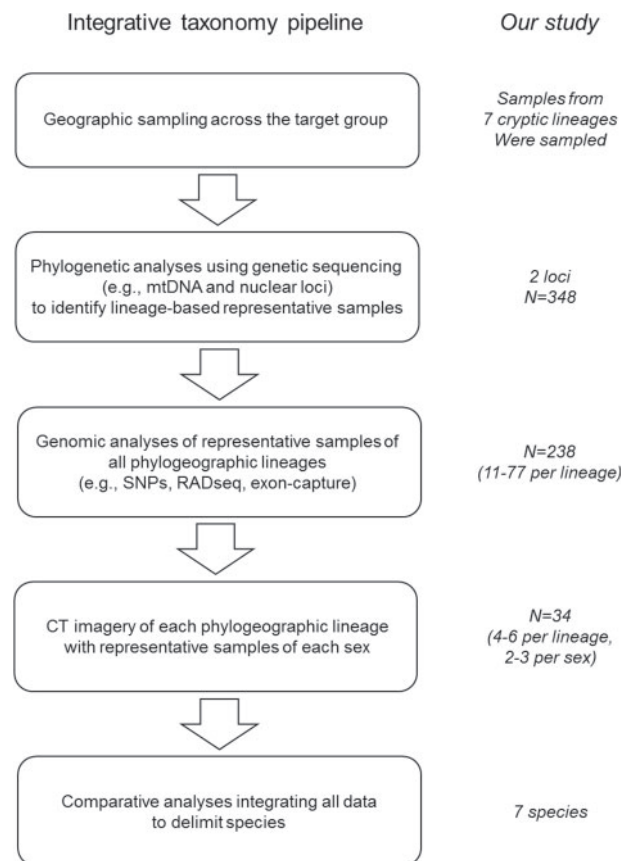 Integrative taxonomy pipeline
Our study
Geographic sampling across the target group
Samples from
7 cryptic lineages
Were sampled
Phylogenetic analyses using genetic sequencing
(e.g., mtDNA and nuclear loci)
to identify lineage-based representative samples
2 loci
N=348
Genomic analyses of representative samples of
all phylogeographic lineages
(e.g., SNPs, RADseq, exon-capture)
N=238
(11-77 per lineage)
CT imagery of each phylogeographic lineage
with representative samples of each sex
N=34
(4-6 per lineage,
2-3 per sex)
Comparative analyses integrating all data
to delimit species
7 species